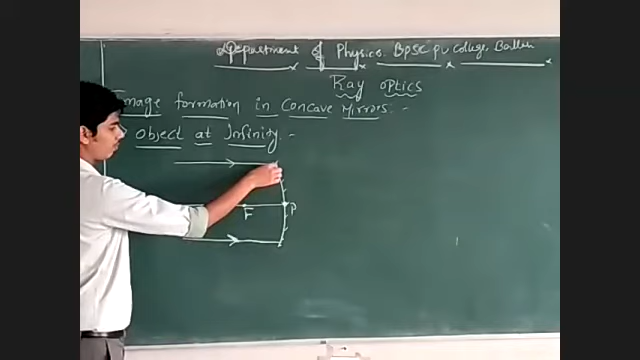 Department of Physics. BPSC PU College. Ballari
Ray optics
Image formation in Concave Mirrors. -
Object at Infinity. -
F P